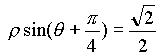 ρ sin(θ + π/4) = √2/2